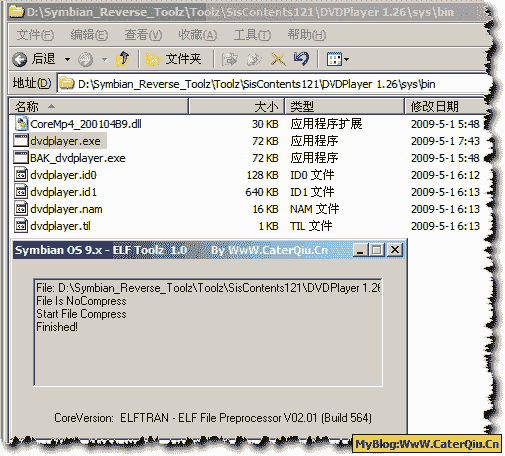 D:\Symbian_Reverse_Toolz\Toolz\SisContents121\DVDPlayer 1.26\sys\bin
文件(F) 编辑(E) 查看(V) 收藏(A) 工具(T) 帮助(H)
后退 文件夹
地址(D) D:\Symbian_Reverse_Toolz\Toolz\SisContents121\DVDPlayer 1.26\sys\bin
名称 大小 类型 修改日期
CoreMp4_200104B9.dll 30 KB 应用程序扩展 2009-5-1 5:48
dvdplayer.exe 72 KB 应用程序 2009-5-1 7:43
BAK_dvdplayer.exe 72 KB 应用程序 2009-5-1 5:48
dvdplayer.id0 128 KB ID0 文件 2009-5-1 6:12
dvdplayer.id1 640 KB ID1 文件 2009-5-1 6:13
dvdplayer.nam 16 KB NAM 文件 2009-5-1 6:13
dvdplayer.til 1 KB TIL 文件 2009-5-1 6:13
Symbian OS 9.x - ELF Toolz 1.0 By WwW.CaterQiu.Cn
File: D:\Symbian_Reverse_Toolz\Toolz\SisContents121\DVDPlayer 1.26
File Is NoCompress
Start File Compress
Finished!
CoreVersion: ELFTRAN - ELF File Preprocessor V02.01 (Build 564)
MyBlog:WwW.CaterQiu.Cn